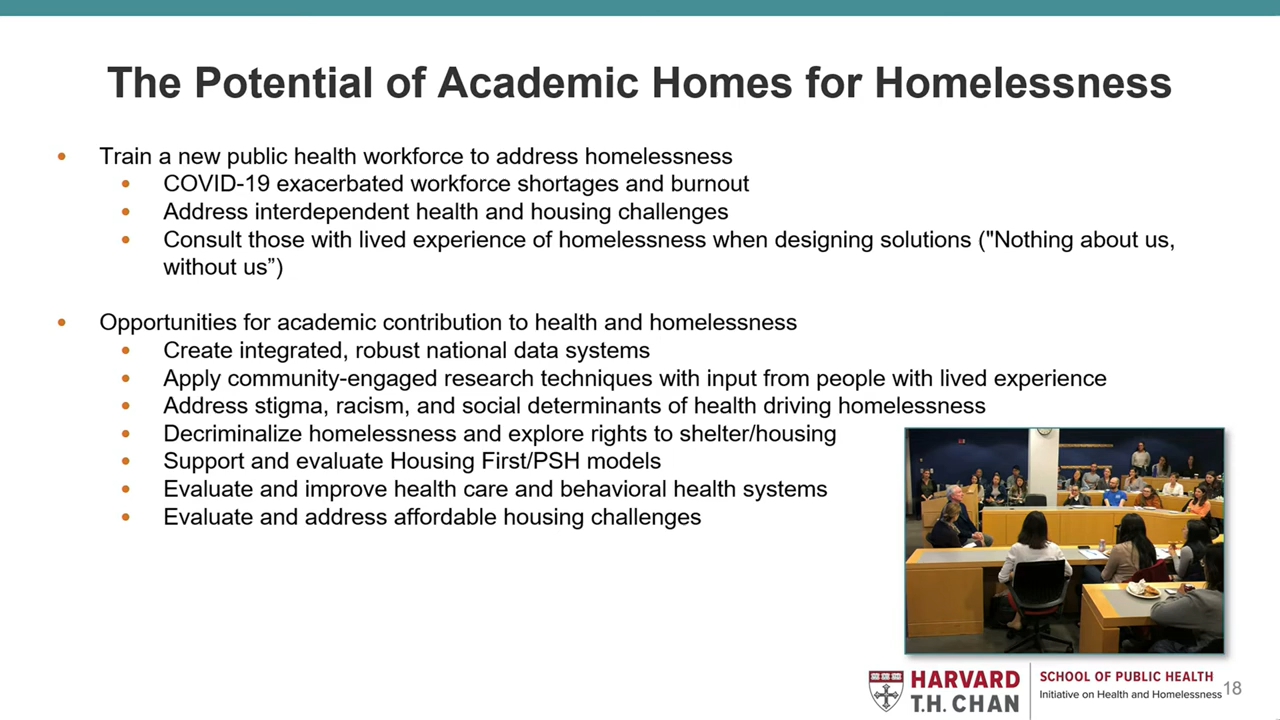 The Potential of Academic Homes for Homelessness
• Train a new public health workforce to address homelessness
• COVID-19 exacerbated workforce shortages and burnout
• Address interdependent health and housing challenges
• Consult those with lived experience of homelessness when designing solutions ("Nothing about us,
without us”)
• Opportunities for academic contribution to health and homelessness
• Create integrated, robust national data systems
• Apply community-engaged research techniques with input from people with lived experience
• Address stigma, racism, and social determinants of health driving homelessness
• Decriminalize homelessness and explore rights to shelter/housing
• Support and evaluate Housing First/PSH models
• Evaluate and improve health care and behavioral health systems
• Evaluate and address affordable housing challenges
HARVARD
T.H. CHAN
SCHOOL OF PUBLIC HEALTH
Initiative on Health and Homelessness
18